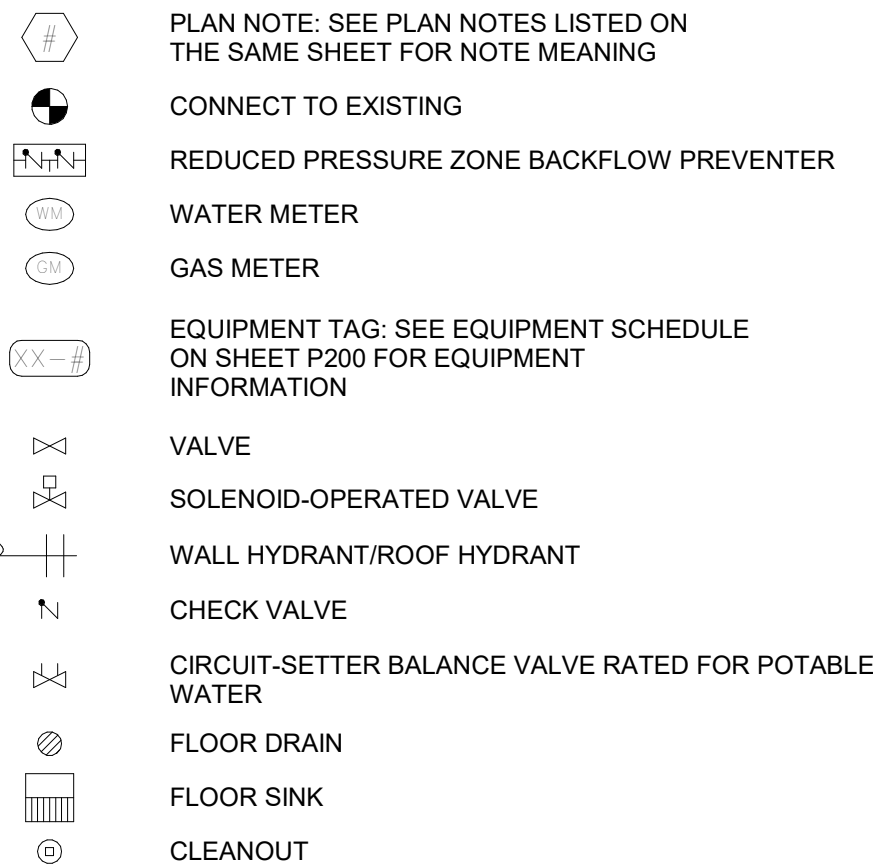 # PLAN NOTE: SEE PLAN NOTES LISTED ON
THE SAME SHEET FOR NOTE MEANING
CONNECT TO EXISTING
REDUCED PRESSURE ZONE BACKFLOW PREVENTER
WM WATER METER
GM GAS METER
EQUIPMENT TAG: SEE EQUIPMENT SCHEDULE
XX-# ON SHEET P200 FOR EQUIPMENT
INFORMATION
VALVE
SOLENOID-OPERATED VALVE
WALL HYDRANT/ROOF HYDRANT
CHECK VALVE
CIRCUIT-SETTER BALANCE VALVE RATED FOR POTABLE
WATER
FLOOR DRAIN
FLOOR SINK
CLEANOUT